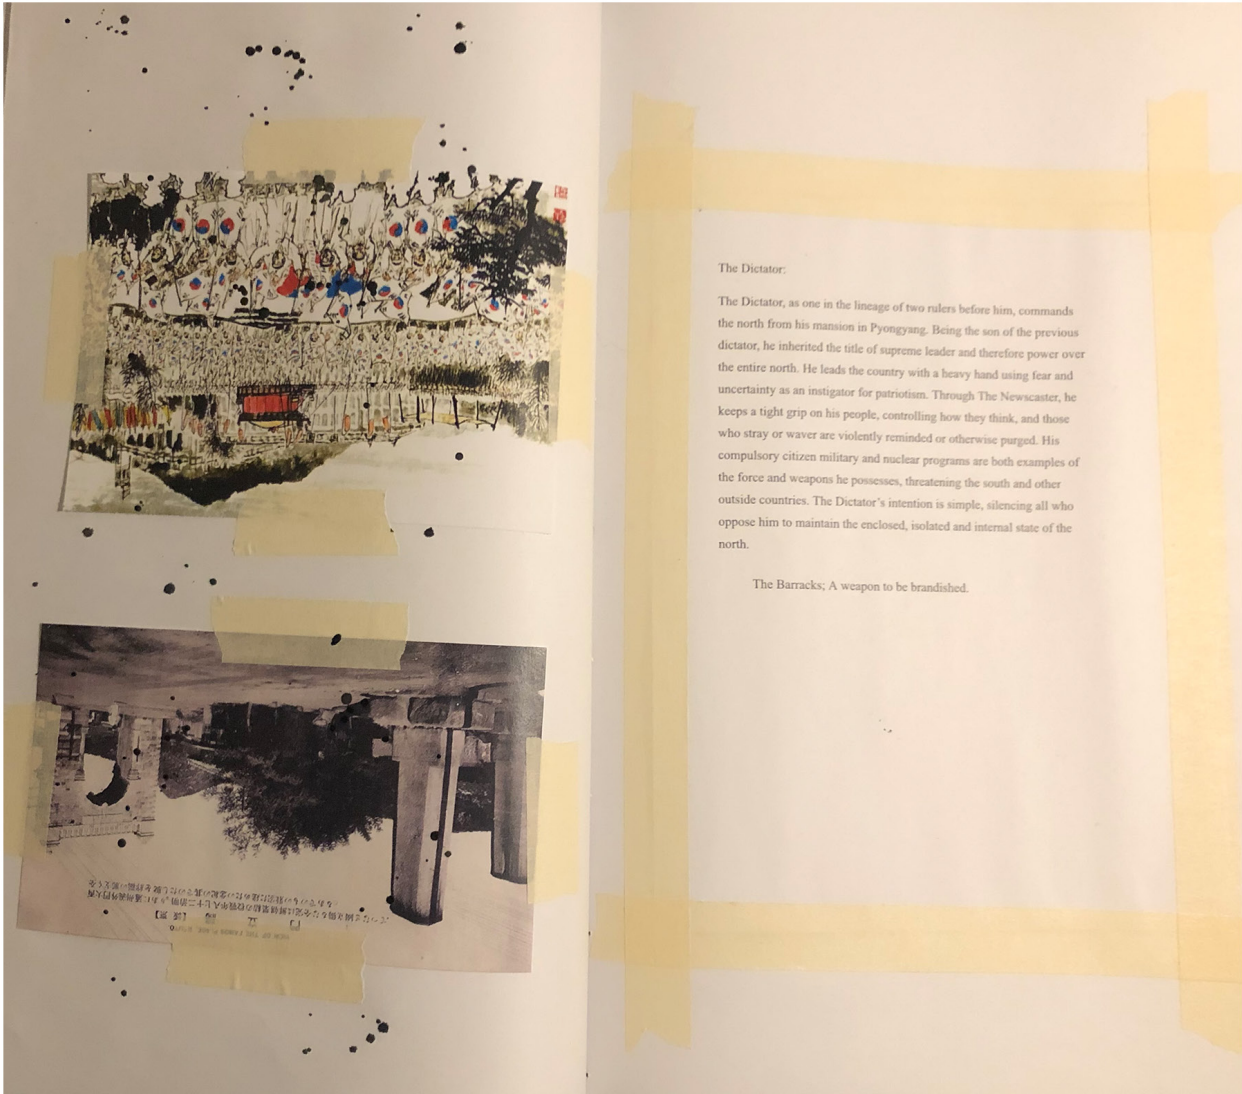 The Dictator:
The Dictator, as one in the lineage of two rulers before him, commands
the north from his mansion in Pyongyang. Being the son of the previous
dictator, he inherited the title of supreme leader and therefore power over
the entire north. He leads the country with a heavy hand using fear and
uncertainty as an instigator for patriotism. Through The Newscaster, he
keeps a tight grip on his people, controlling how they think, and those
who stray or waver are violently reminded or otherwise purged. His
compulsory citizen military and nuclear programs are both examples of
the force and weapons he possesses, threatening the south and other
outside countries. The Dictator's intention is simple, silencing all who
oppose him to maintain the enclosed, isolated and internal state of the
north.
The Barracks; A weapon to be brandished.
VIEW OF THE